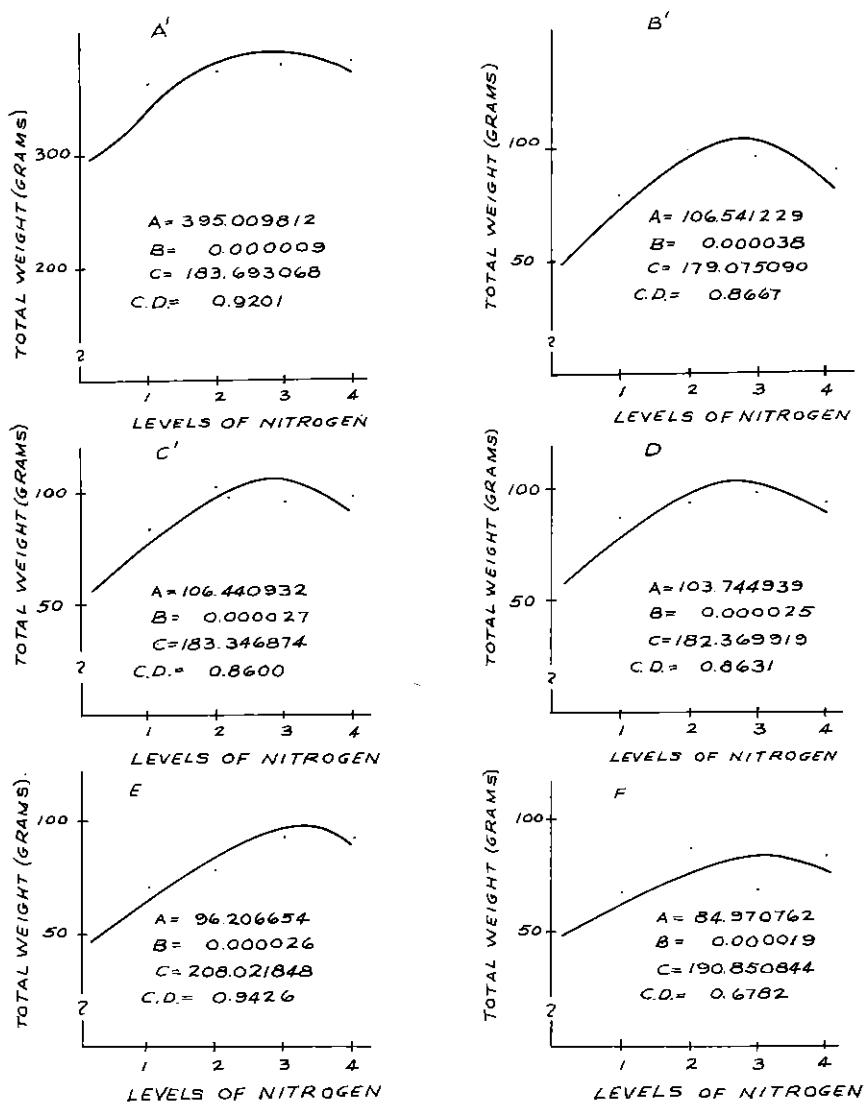 A'
TOTAL WEIGHT (GRAMS)
300
200
A= 395.009812
B= 0.000009
C= 183.693068
C.D.= 0.9201
1 2 3 4
LEVELS OF NITROGEN
B'
TOTAL WEIGHT (GRAMS)
100
50
A= 106.541229
B= 0.000038
C= 179.075090
C.D.= 0.8667
1 2 3 4
LEVELS OF NITROGEN
C'
TOTAL WEIGHT (GRAMS)
100
50
A=106.440932
B= 0.000027
C=183.346874
C.D.= 0.8600
1 2 3 4
LEVELS OF NITROGEN
D
TOTAL WEIGHT (GRAMS)
100
50
A= 103.744939
B= 0.000025
C= 182.369919
C.D.= 0.8631
1 2 3 4
LEVELS OF NITROGEN
E
TOTAL WEIGHT (GRAMS).
100
50
A= 96.206654
B= 0.000026
C=208.021848
C.D.= 0.9426
1 2 3 4
LEVELS OF NITROGEN
F
TOTAL WEIGHT (GRAMS)
100
50
A= 84.970762
B= 0.000019
C=190.850844
C.D.= 0.6782
1 2 3 4
LEVELS OF NITROGEN